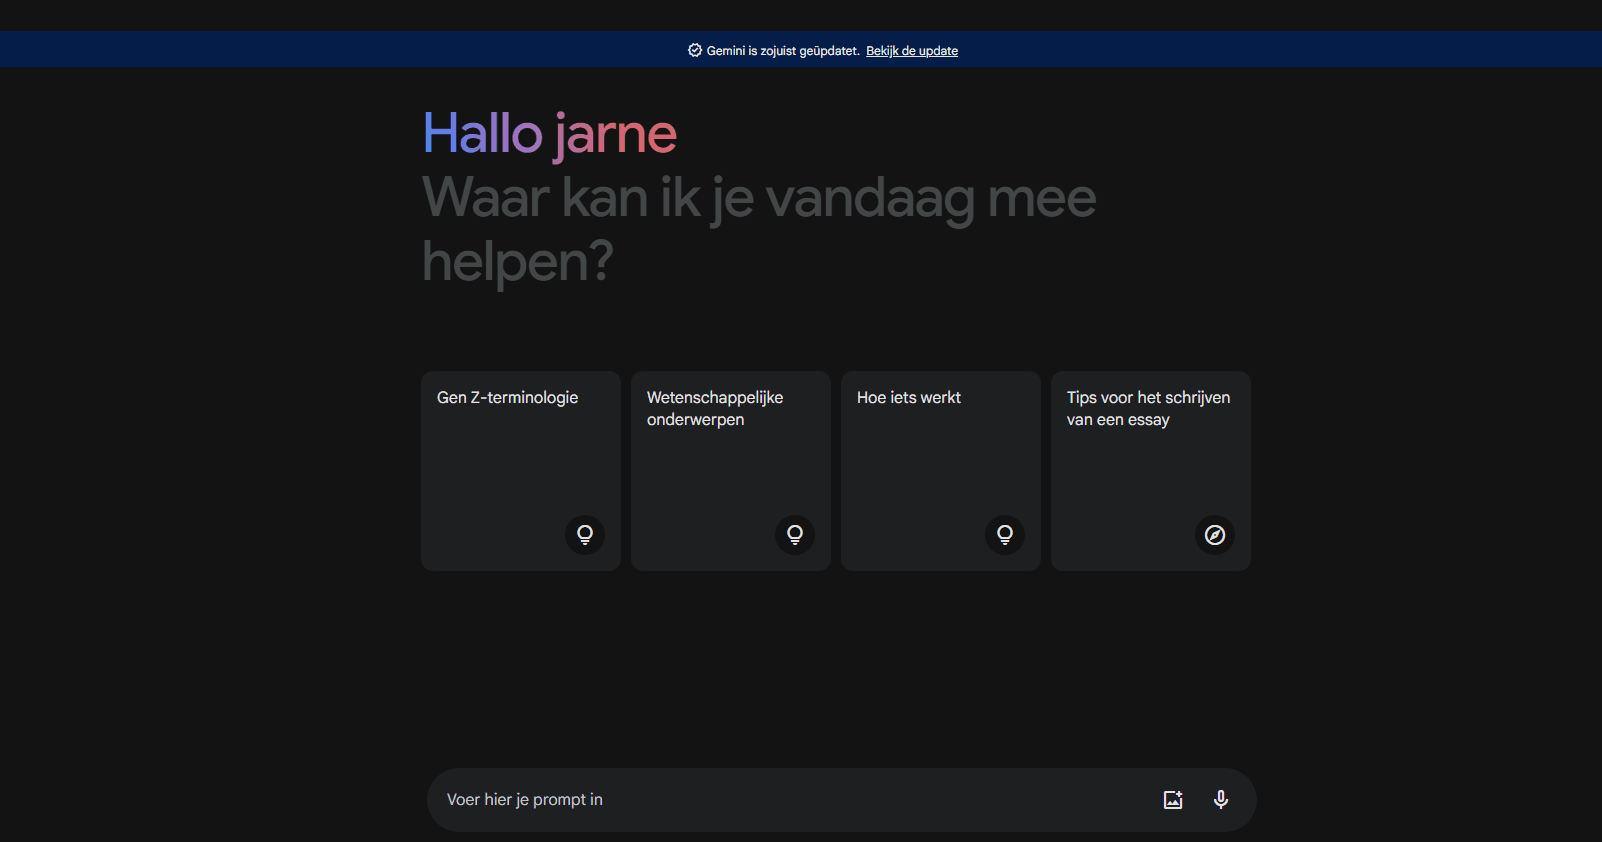 Gemini is zojuist geüpdatet. Bekijk de update
Hallo jarne
Waar kan ik je vandaag mee
helpen?
Gen Z-terminologie
Wetenschappelijke
onderwerpen
Hoe iets werkt
Tips voor het schrijven
van een essay
Voer hier je prompt in